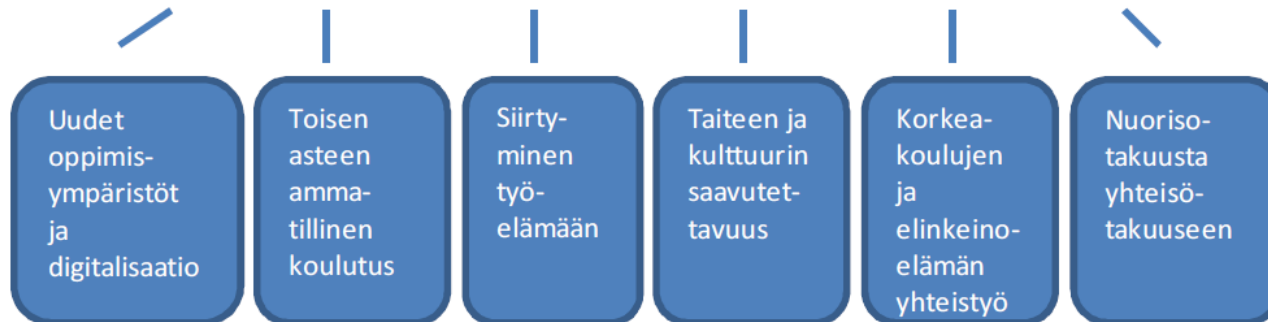 Uudet
oppimis-
ympäristöt
ja
digitalisaatio
Toisen
asteen
amma-
tillinen
koulutus
Siirty-
minen
työ-
elämään
Taiteen ja
kulttuurin
saavutet-
tavuus
Korkea-
koulujen
ja
elinkeino-
elämän
yhteistyö
Nuoriso-
takuusta
yhteisö-
takuuseen